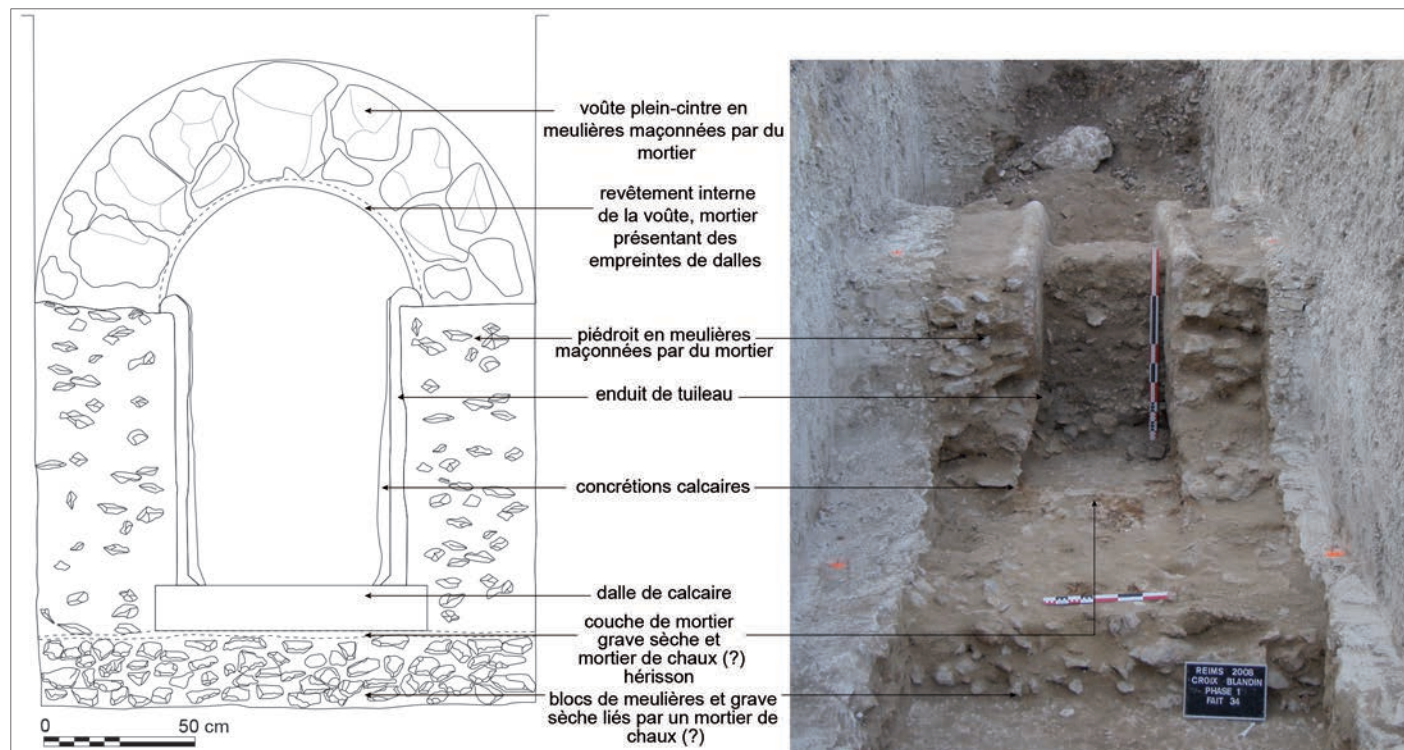 voûte plein-cintre en
meulières maçonnées par du
mortier
revêtement interne
de la voûte, mortier
présentant des
empreintes de dalles
piédroit en meulières
maçonnées par du mortier
enduit de tuileau
concrétions calcaires
dalle de calcaire
couche de mortier
grave sèche et
mortier de chaux (?)
hérisson
blocs de meulières et grave
sèche liés par un mortier de
chaux (?)
0 50 cm
REIMS 2008
CROIX BLANDIN
PHASE 1
FAIT 34